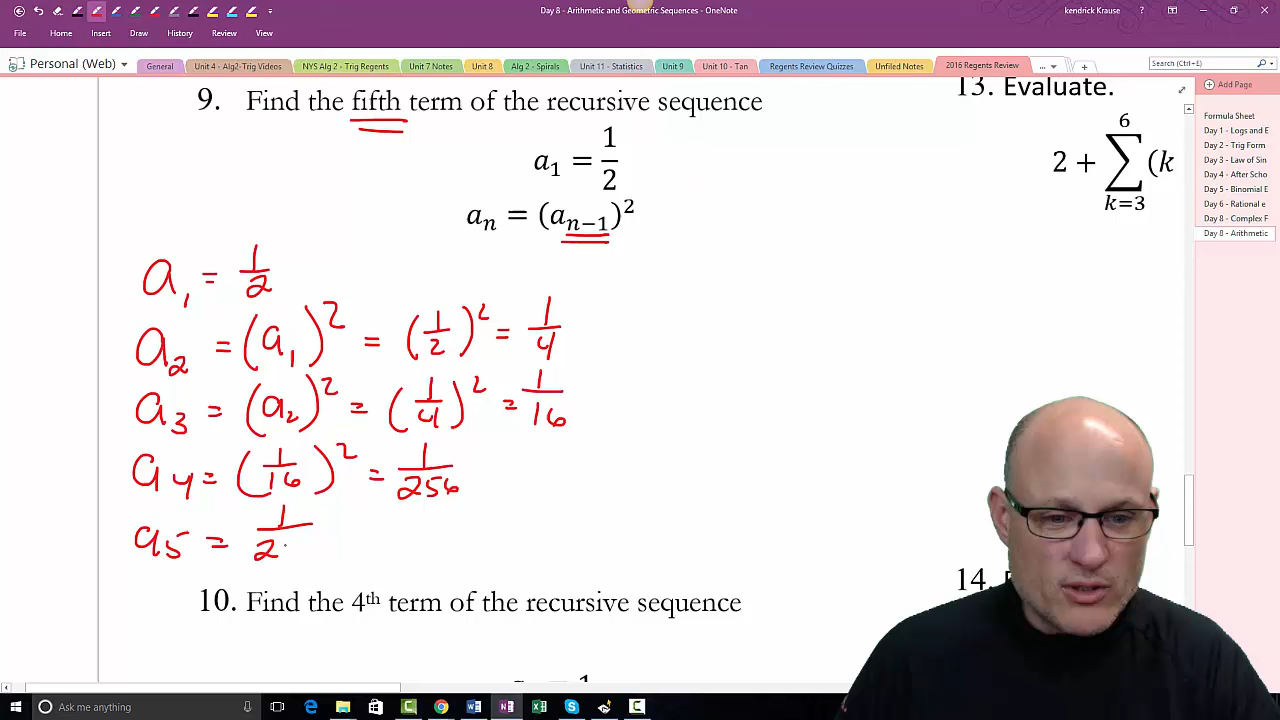 Day 8 - Arithmetic and Geometric Sequences - OneNote
kendrick Krause
File Home Insert Draw History Review View
Personal (Web)
General
Unit 4 - Alg2-Trig Videos
NYS Alg 2 - Trig Regents
Unit 7 Notes
Unit 8
Alg 2 - Spirals
Unit 11 - Statistics
Unit 9
Unit 10 - Tan
Regents Review Quizzes
Unfiled Notes
2016 Regents Review
Search (Ctrl+E)
Add Page
Formula Sheet
Day 1 - Logs and E
Day 2 - Trig Form
Day 3 - Law of Sin
Day 4 - After Scho
Day 5 - Binomial E
Day 6 - Rational e
Day 8 - Complex F
Day 8 - Arithmetic
9. Find the fifth term of the recursive sequence
a₁ = 1/2
aₙ = (aₙ₋₁)²
a₁ = 1/2
a₂ = (a₁)² = (1/2)² = 1/4
a₃ = (a₂)² = (1/4)² = 1/16
a₄ = (1/16)² = 1/256
a₅ = 1/2
10. Find the 4th term of the recursive sequence
13. Evaluate.
6
2 + ∑ (k
k=3
14.
Ask me anything